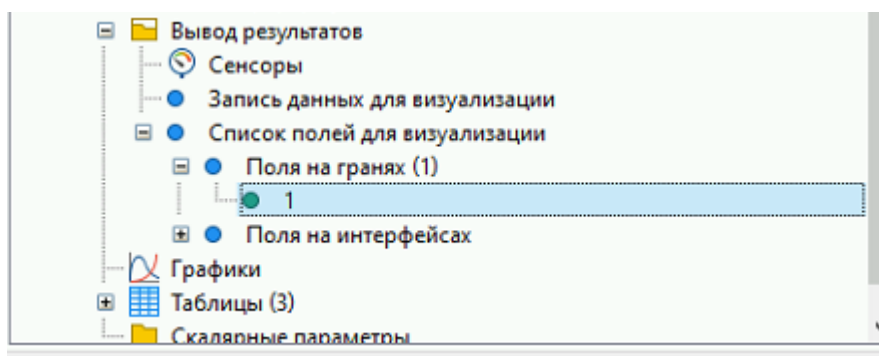 Вывод результатов
Сенсоры
Запись данных для визуализации
Список полей для визуализации
Поля на гранях (1)
1
Поля на интерфейсах
Графики
Таблицы (3)
Скалярные параметры